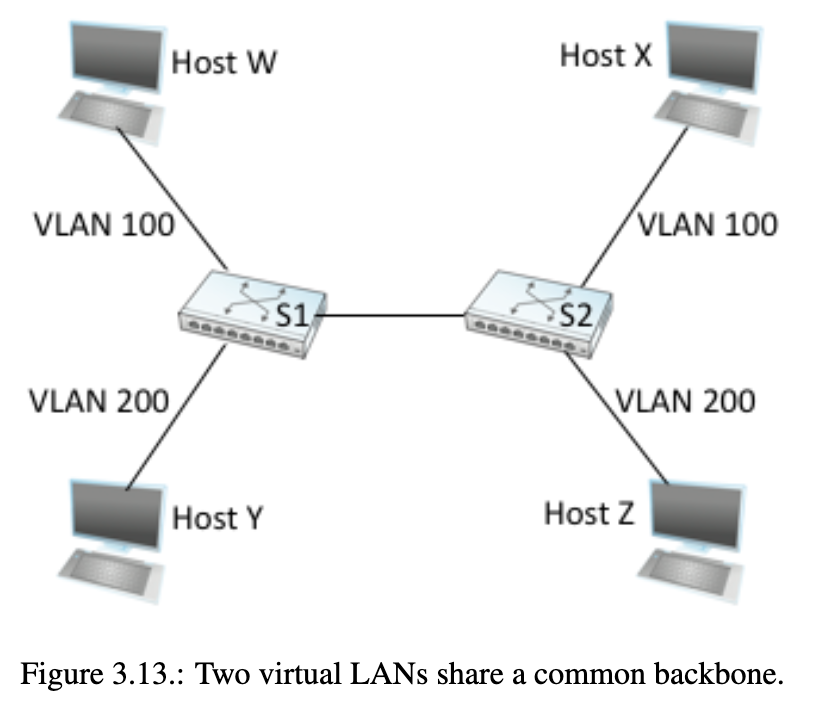 Host W
Host X
VLAN 100
VLAN 100
S1
S2
VLAN 200
VLAN 200
Host Y
Host Z
Figure 3.13.: Two virtual LANs share a common backbone.